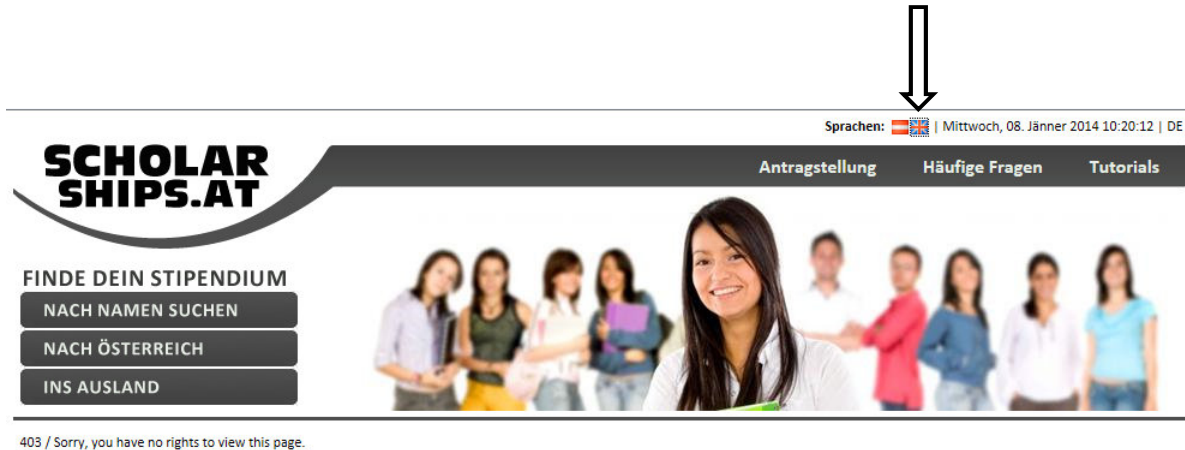 Sprachen: | Mittwoch, 08. Jänner 2014 10:20:12 | DE
SCHOLAR
SHIPS.AT
Antragstellung Häufige Fragen Tutorials
FINDE DEIN STIPENDIUM
NACH NAMEN SUCHEN
NACH ÖSTERREICH
INS AUSLAND
403 / Sorry, you have no rights to view this page.